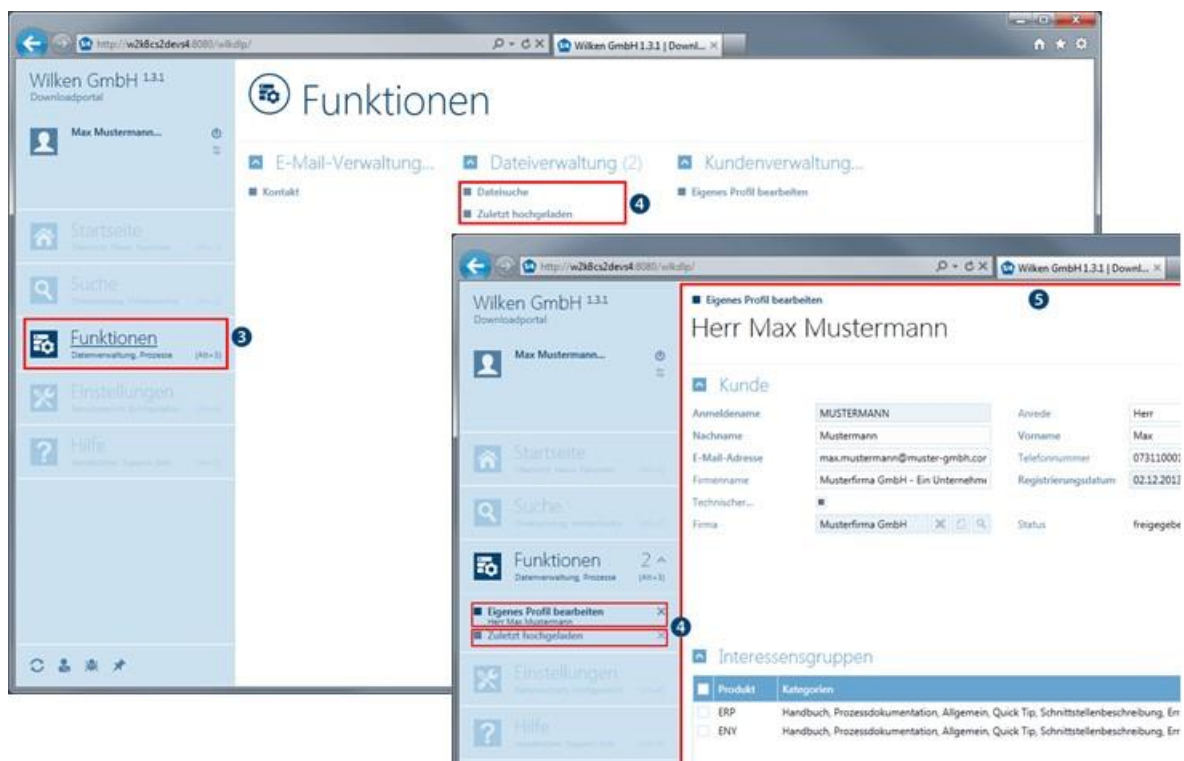 http://w2k8cs2devs4:8080/wilkdlp/
Wilken GmbH 1.3.1 | Downl...
Wilken GmbH 1.3.1
Downloadportal
Max Mustermann...
Funktionen
E-Mail-Verwaltung...
Kontakt
Dateiverwaltung (2)
Dateisuche
Zuletzt hochgeladen
4
Kundenverwaltung...
Eigenes Profil bearbeiten
Startseite
Suche
Funktionen
Datenverwaltung, Prozesse (Alt+3)
3
Einstellungen
Hilfe
http://w2k8cs2devs4:8080/wilkdlp/
Wilken GmbH 1.3.1 | Downl...
Wilken GmbH 1.3.1
Downloadportal
Max Mustermann...
Startseite
Suche
Funktionen 2
Datenverwaltung, Prozesse (Alt+3)
Eigenes Profil bearbeiten
Herr Max Mustermann
Zuletzt hochgeladen
4
Einstellungen
Hilfe
Eigenes Profil bearbeiten
5
Herr Max Mustermann
Kunde
Anmeldename MUSTERMANN Anrede Herr
Nachname Mustermann Vorname Max
E-Mail-Adresse max.mustermann@muster-gmbh.cor Telefonnummer 073110001
Firmenname Musterfirma GmbH - Ein Unternehme Registrierungsdatum 02.12.2013
Technischer...
Firma Musterfirma GmbH Status freigegebe
Interessensgruppen
Produkt Kategorien
ERP Handbuch, Prozessdokumentation, Allgemein, Quick Tip, Schnittstellenbeschreibung, Err
ENY Handbuch, Prozessdokumentation, Allgemein, Quick Tip, Schnittstellenbeschreibung, Err